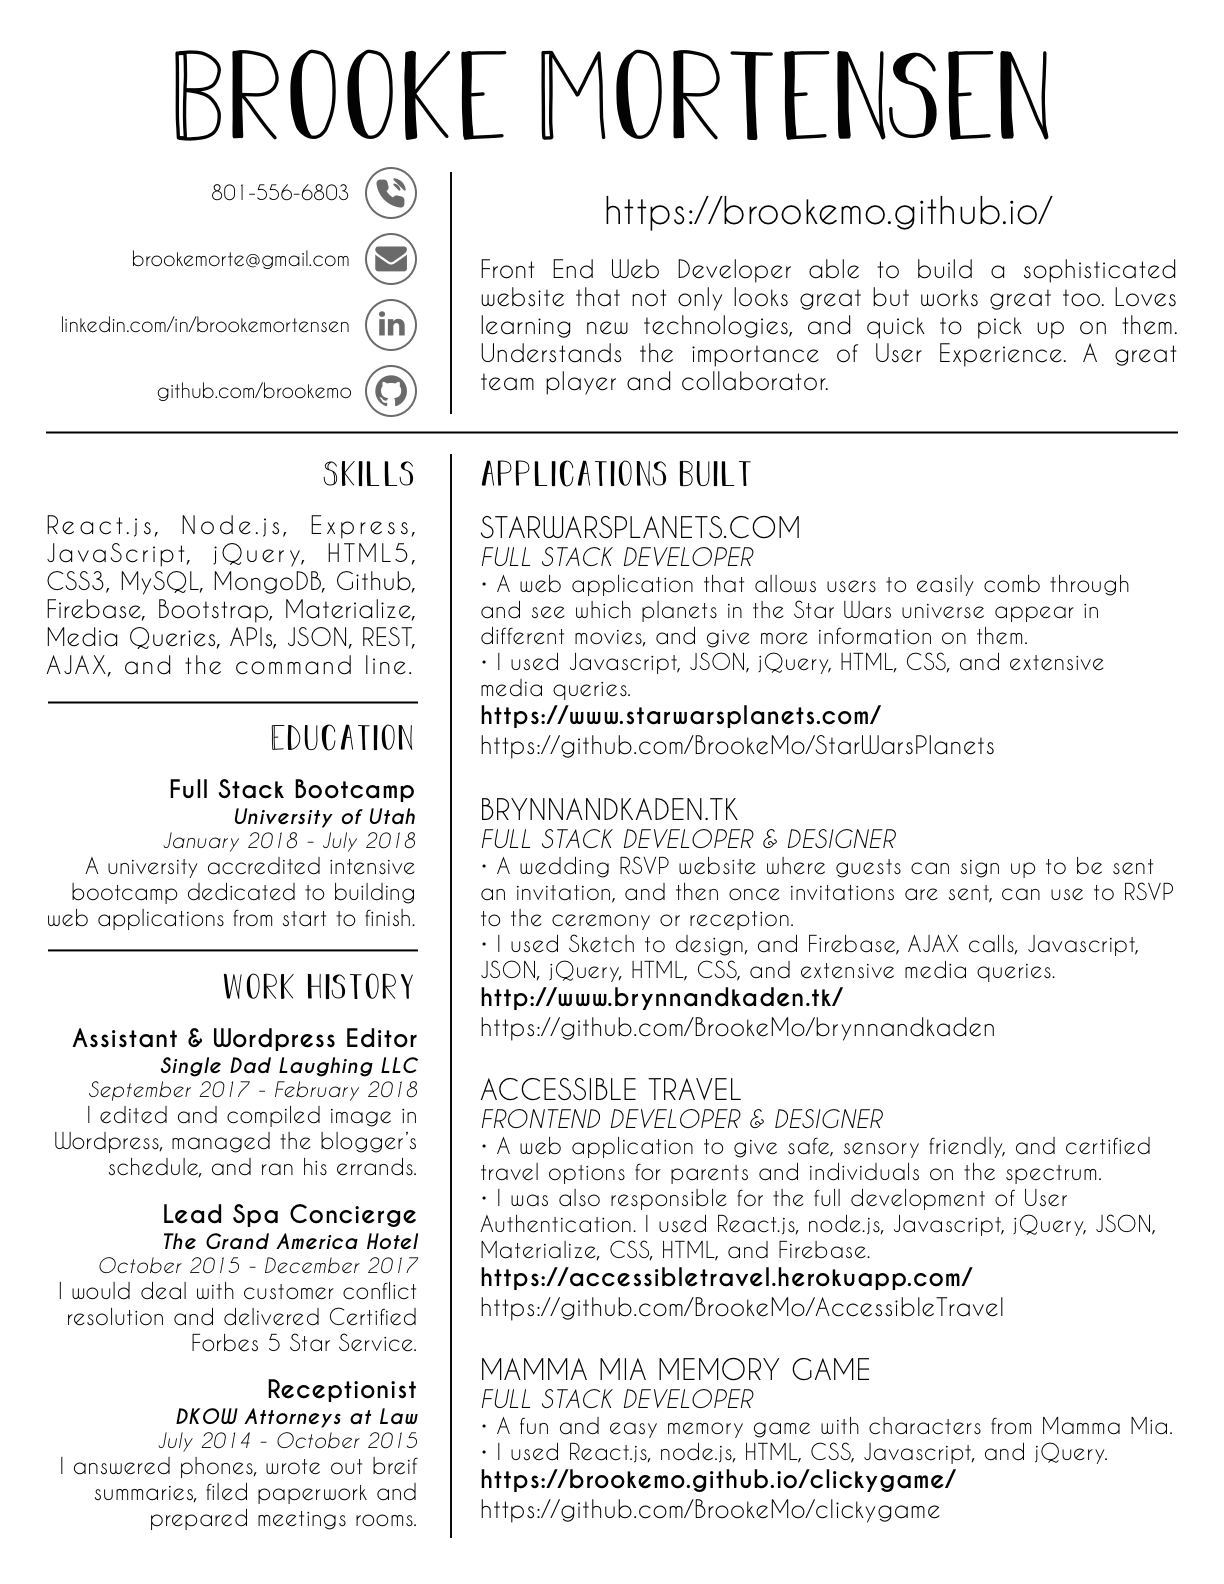 BROOKE MORTENSEN
801-556-6803
brookemorte@gmail.com
linkedin.com/in/brookemortensen
github.com/brookemo
https://brookemo.github.io/
Front End Web Developer able to build a sophisticated
website that not only looks great but works great too. Loves
learning new technologies, and quick to pick up on them.
Understands the importance of User Experience. A great
team player and collaborator.
SKILLS
React.js, Node.js, Express,
JavaScript, jQuery, HTML5,
CSS3, MySQL, MongoDB, Github,
Firebase, Bootstrap, Materialize,
Media Queries, APIs, JSON, REST,
AJAX, and the command line.
EDUCATION
Full Stack Bootcamp
University of Utah
January 2018 - July 2018
A university accredited intensive
bootcamp dedicated to building
web applications from start to finish.
WORK HISTORY
Assistant & Wordpress Editor
Single Dad Laughing LLC
September 2017 - February 2018
I edited and compiled image in
Wordpress, managed the blogger's
schedule, and ran his errands.
Lead Spa Concierge
The Grand America Hotel
October 2015 - December 2017
I would deal with customer conflict
resolution and delivered Certified
Forbes 5 Star Service.
Receptionist
DKOW Attorneys at Law
July 2014 - October 2015
I answered phones, wrote out breif
summaries, filed paperwork and
prepared meetings rooms.
APPLICATIONS BUILT
STARWARSPLANETS.COM
FULL STACK DEVELOPER
• A web application that allows users to easily comb through
and see which planets in the Star Wars universe appear in
different movies, and give more information on them.
• I used Javascript, JSON, jQuery, HTML, CSS, and extensive
media queries.
https://www.starwarsplanets.com/
https://github.com/BrookeMo/StarWarsPlanets
BRYNNANDKADEN.TK
FULL STACK DEVELOPER & DESIGNER
• A wedding RSVP website where guests can sign up to be sent
an invitation, and then once invitations are sent, can use to RSVP
to the ceremony or reception.
• I used Sketch to design, and Firebase, AJAX calls, Javascript,
JSON, jQuery, HTML, CSS, and extensive media queries.
http://www.brynnandkaden.tk/
https://github.com/BrookeMo/brynnandkaden
ACCESSIBLE TRAVEL
FRONTEND DEVELOPER & DESIGNER
• A web application to give safe, sensory friendly, and certified
travel options for parents and individuals on the spectrum.
• I was also responsible for the full development of User
Authentication. I used React.js, node.js, Javascript, jQuery, JSON,
Materialize, CSS, HTML, and Firebase.
https://accessibletravel.herokuapp.com/
https://github.com/BrookeMo/AccessibleTravel
MAMMA MIA MEMORY GAME
FULL STACK DEVELOPER
• A fun and easy memory game with characters from Mamma Mia.
• I used React.js, node.js, HTML, CSS, Javascript, and jQuery.
https://brookemo.github.io/clickygame/
https://github.com/BrookeMo/clickygame